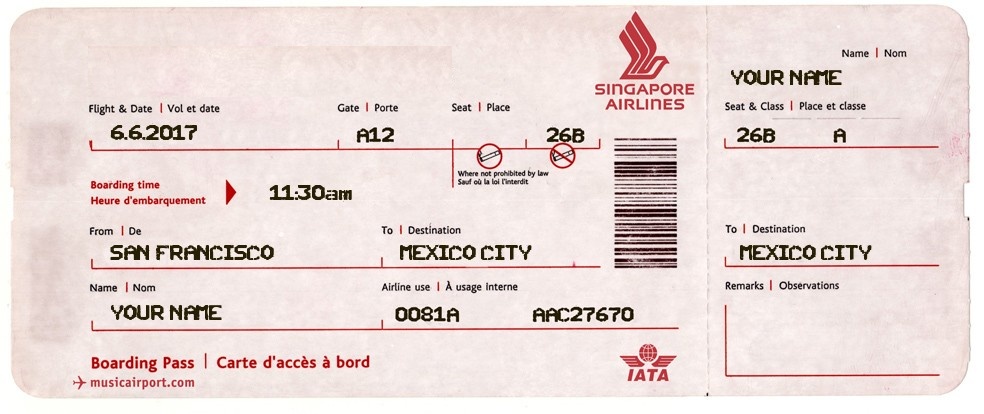 SINGAPORE
AIRLINES
Flight & Date | Vol et date
Gate | Porte
Seat | Place
6.6.2017
A12
26B
Where not prohibited by law
Sauf où la loi l'interdit
Boarding time
Heure d'embarquement
11:30am
From | De
To | Destination
SAN FRANCISCO
MEXICO CITY
Name | Nom
Airline use | À usage interne
YOUR NAME
0081A
AAC27670
Boarding Pass | Carte d'accès à bord
musicairport.com
IATA
Name | Nom
YOUR NAME
Seat & Class | Place et classe
26B
A
To | Destination
MEXICO CITY
Remarks | Observations